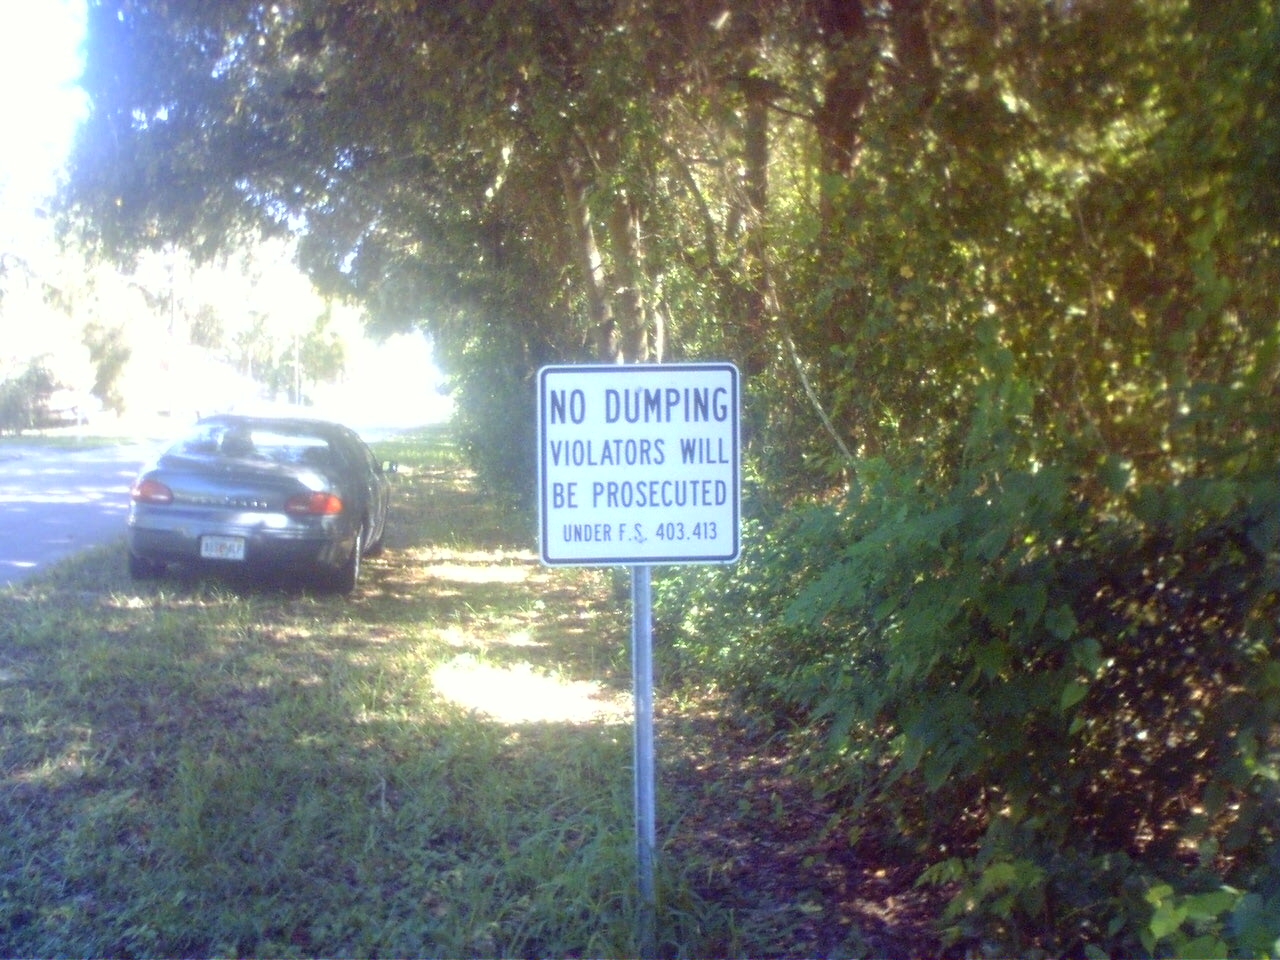 NO DUMPING
VIOLATORS WILL
BE PROSECUTED
UNDER F.S. 403.413